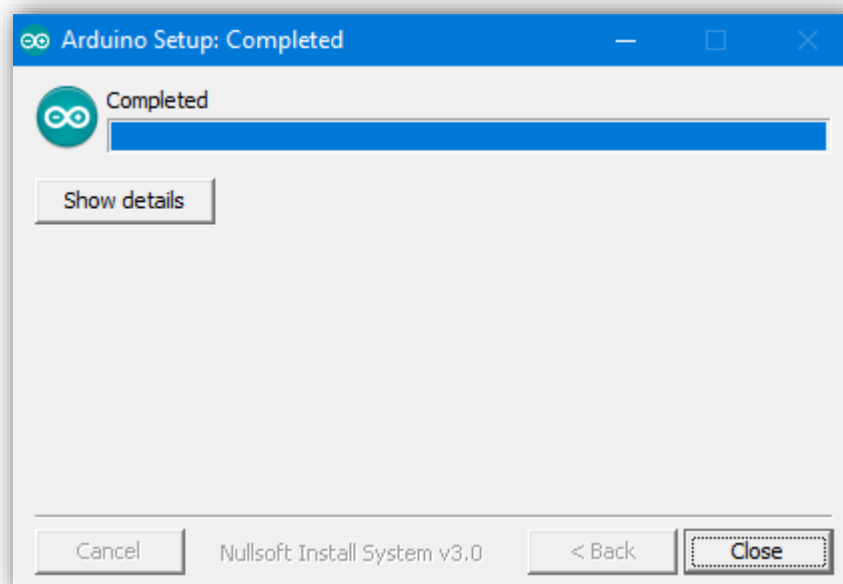 Arduino Setup: Completed
Completed
Show details
Cancel Nullsoft Install System v3.0 < Back Close